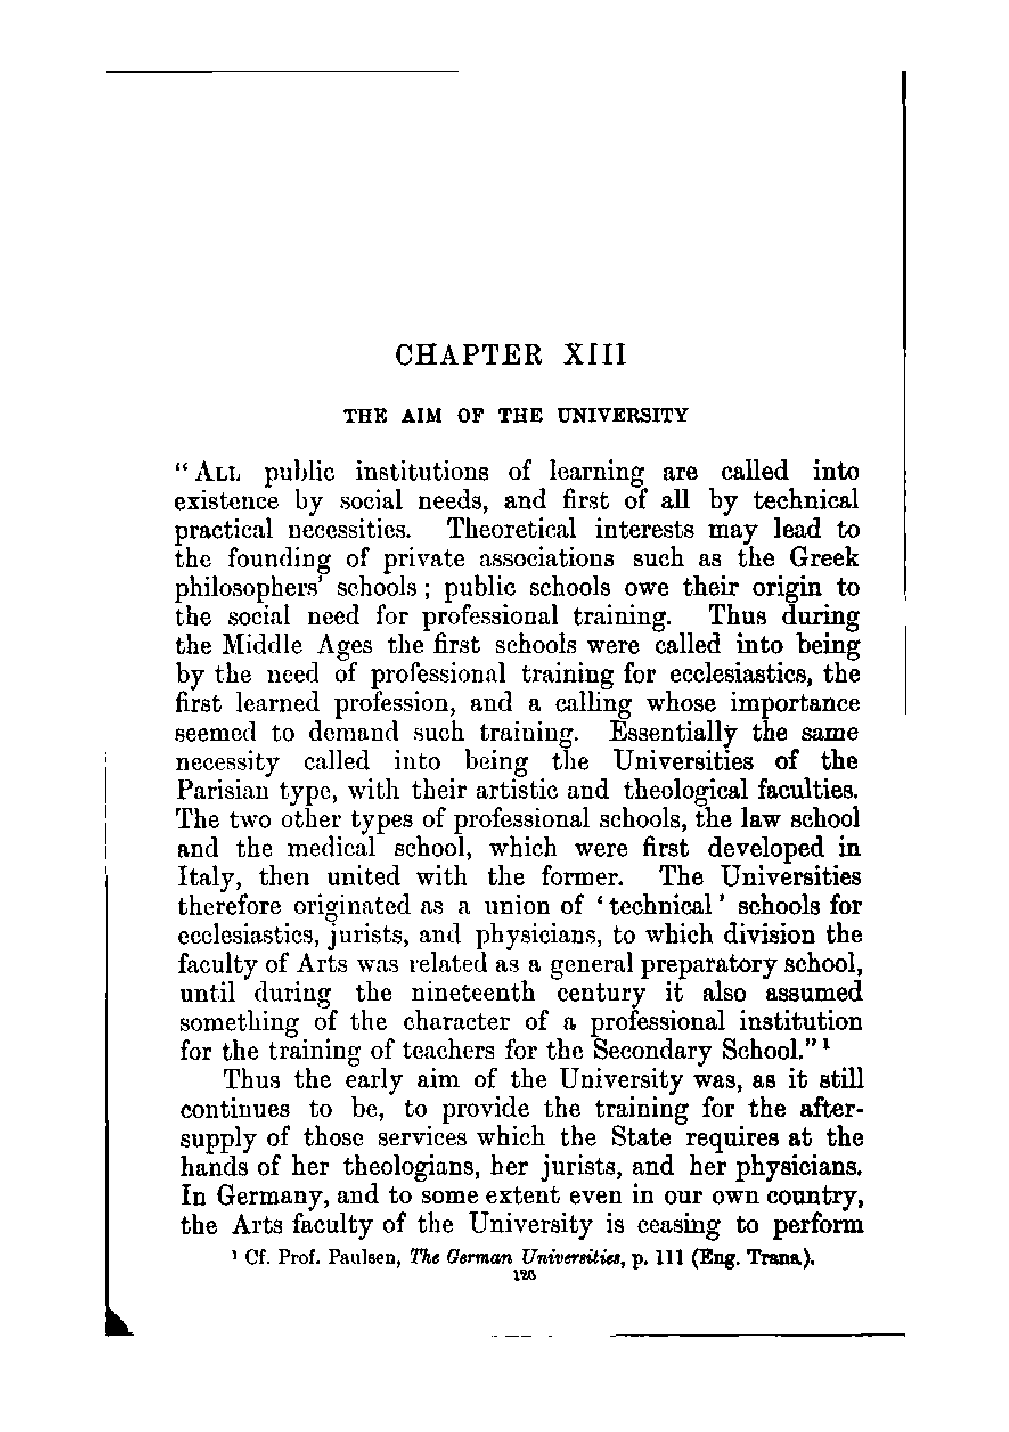 CHAPTER XIII
THE AIM OF THE UNIVERSITY
“ ALL public institutions of learning are called into
existence by social needs, and first of all by technical
practical necessities. Theoretical interests may lead to
the founding of private associations such as the Greek
philosophers’ schools ; public schools owe their origin to
the social need for professional training. Thus during
the Middle Ages the first schools were called into being
by the need of professional training for ecclesiastics, the
first learned profession, and a calling whose importance
seemed to demand such training. Essentially the same
necessity called into being the Universities of the
Parisian type, with their artistic and theological faculties.
The two other types of professional schools, the law school
and the medical school, which were first developed in
Italy, then united with the former. The Universities
therefore originated as a union of ‘ technical ’ schools for
ecclesiastics, jurists, and physicians, to which division the
faculty of Arts was related as a general preparatory school,
until during the nineteenth century it also assumed
something of the character of a professional institution
for the training of teachers for the Secondary School.” ¹
Thus the early aim of the University was, as it still
continues to be, to provide the training for the after-
supply of those services which the State requires at the
hands of her theologians, her jurists, and her physicians.
In Germany, and to some extent even in our own country,
the Arts faculty of the University is ceasing to perform
¹ Cf. Prof. Paulsen, The German Universities, p. 111 (Eng. Trans.).